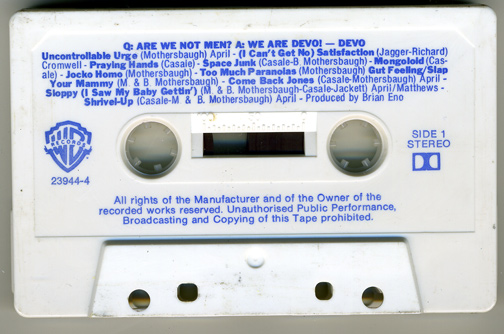 Q: ARE WE NOT MEN? A: WE ARE DEVO! — DEVO
Uncontrollable Urge (Mothersbaugh) April - (I Can't Get No) Satisfaction (Jagger-Richard)
Cromwell - Praying Hands (Casale) - Space Junk (Casale-B. Mothersbaugh) - Mongoloid (Cas-
ale) - Jocko Homo (Mothersbaugh) - Too Much Paranoias (Mothersbaugh) Gut Feeling/Slap
Your Mammy (M. & B. Mothersbaugh) - Come Back Jones (Casale-Mothersbaugh) April -
Sloppy (I Saw My Baby Gettin') (M. & B. Mothersbaugh-Casale-Jackett) April/Matthews -
Shrivel-Up (Casale-M & B. Mothersbaugh) April - Produced by Brian Eno
WB
RECORDS
23944-4
SIDE 1
STEREO
All rights of the Manufacturer and of the Owner of the
recorded works reserved. Unauthorised Public Performance,
Broadcasting and Copying of this Tape prohibited.